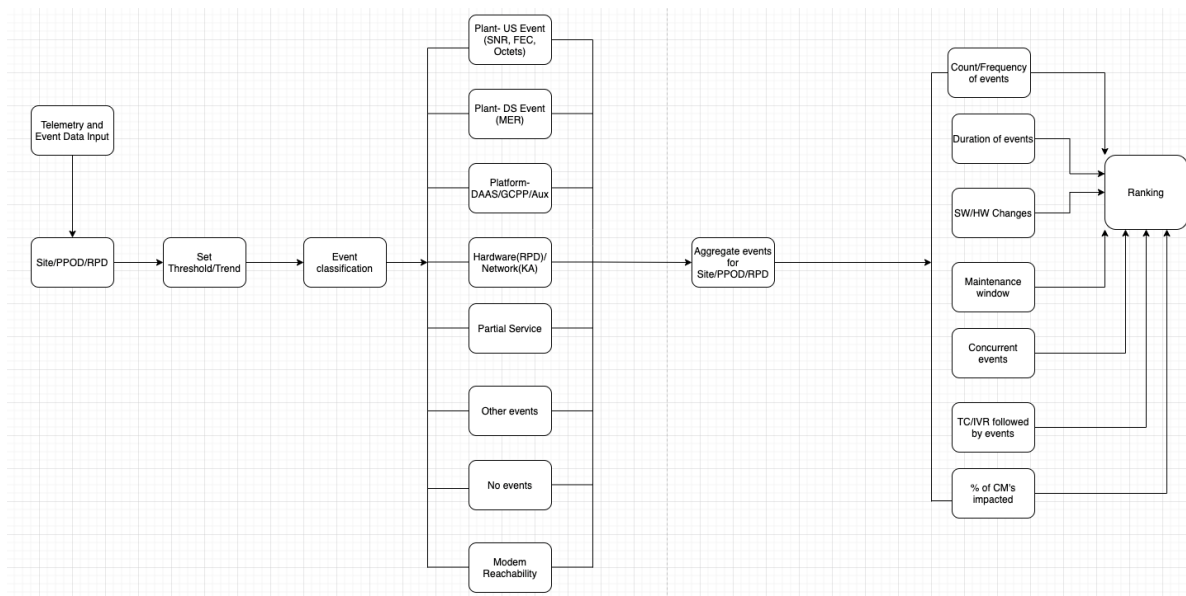 Telemetry and
Event Data Input
Site/PPOD/RPD
Set
Threshold/Trend
Event
classification
Plant- US Event
(SNR, FEC,
Octets)
Plant- DS Event
(MER)
Platform-
DAAS/GCPP/Aux
Hardware(RPD)/
Network(KA)
Partial Service
Other events
No events
Modem
Reachability
Aggregate events
for
Site/PPOD/RPD
Count/Frequency
of events
Duration of events
SW/HW Changes
Maintenance
window
Concurrent
events
TC/IVR followed
by events
% of CM's
impacted
Ranking